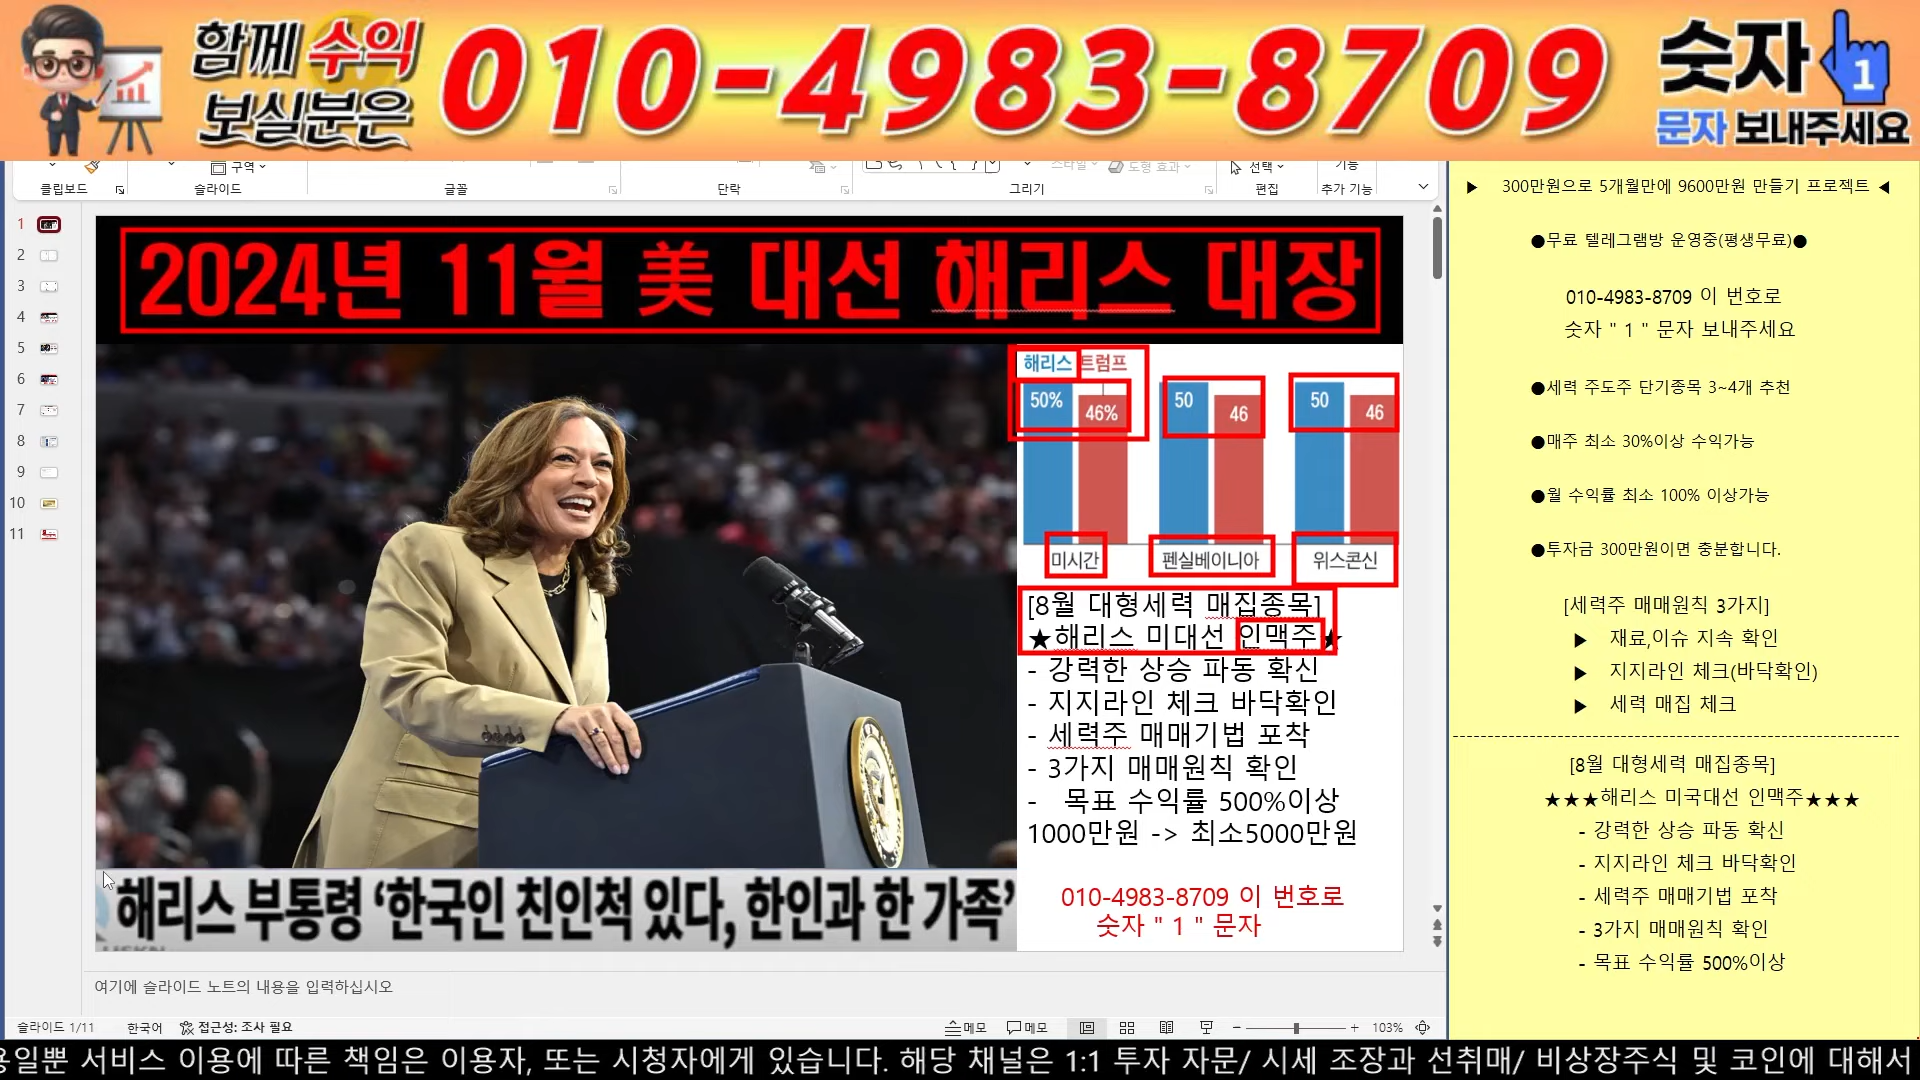 함께 수익
보실분은
010-4983-8709
숫자 1
문자 보내주세요
구역
스타일
도형 효과
선택
기능
클립보드
슬라이드
글꼴
단락
그리기
편집
추가 기능
1
2
3
4
5
6
7
8
9
10
11
2024년 11월 美 대선 해리스 대장
해리스 트럼프
50% 46% 50 46 50 46
미시간 펜실베이니아 위스콘신
[8월 대형세력 매집종목]
★해리스 미대선 인맥주★
- 강력한 상승 파동 확신
- 지지라인 체크 바닥확인
- 세력주 매매기법 포착
- 3가지 매매원칙 확인
- 목표 수익률 500%이상
1000만원 -> 최소5000만원
010-4983-8709 이 번호로
숫자 " 1 " 문자
해리스 부통령 ‘한국인 친인척 있다, 한인과 한 가족’
여기에 슬라이드 노트의 내용을 입력하십시오
슬라이드 1/11 한국어 접근성: 조사 필요 메모 메모 103%
▶ 300만원으로 5개월만에 9600만원 만들기 프로젝트 ◀
●무료 텔레그램방 운영중(평생무료)●
010-4983-8709 이 번호로
숫자 " 1 " 문자 보내주세요
●세력 주도주 단기종목 3~4개 추천
●매주 최소 30%이상 수익가능
●월 수익률 최소 100% 이상가능
●투자금 300만원이면 충분합니다.
[세력주 매매원칙 3가지]
▶ 재료,이슈 지속 확인
▶ 지지라인 체크(바닥확인)
▶ 세력 매집 체크
[8월 대형세력 매집종목]
★★★해리스 미국대선 인맥주★★★
- 강력한 상승 파동 확신
- 지지라인 체크 바닥확인
- 세력주 매매기법 포착
- 3가지 매매원칙 확인
- 목표 수익률 500%이상
용일뿐 서비스 이용에 따른 책임은 이용자, 또는 시청자에게 있습니다. 해당 채널은 1:1 투자 자문/ 시세 조장과 선취매/ 비상장주식 및 코인에 대해서